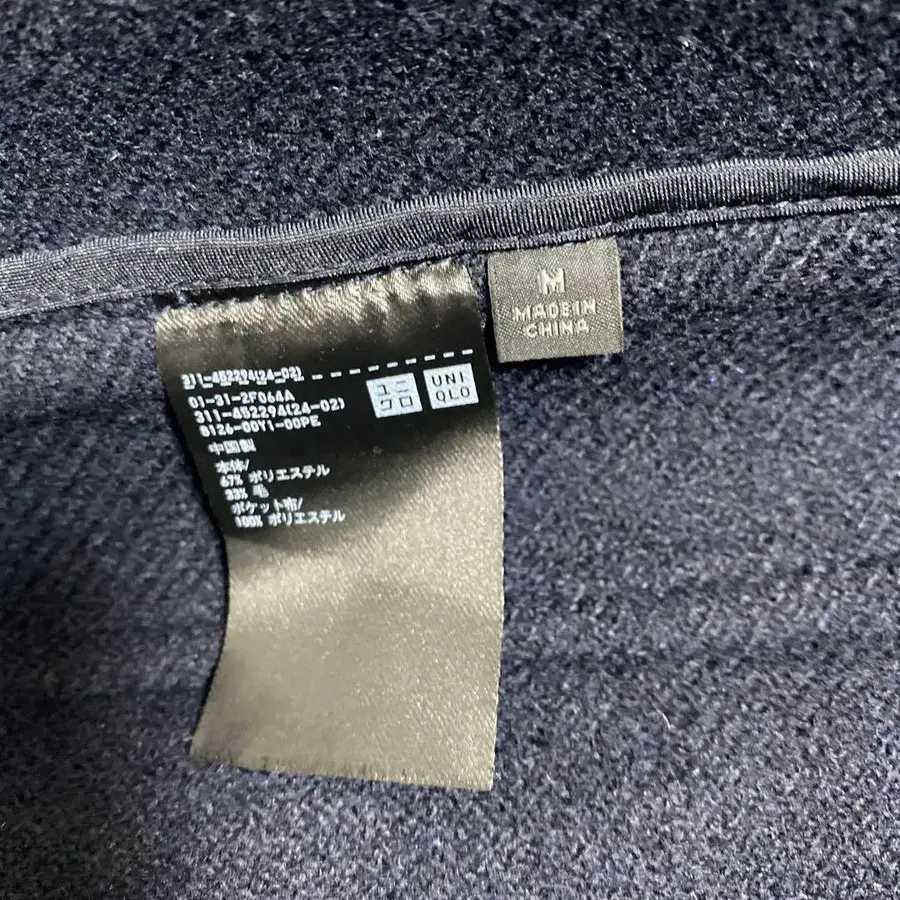 311-452294(24-02)
01-31-2F064A
311-452294(24-02)
8126-00Y1-00PE
中国製
本体/
67% ポリエステル
33% 毛
ポケット布/
100% ポリエステル
ユニ
クロ
UNI
QLO
M
MADE IN
CHINA